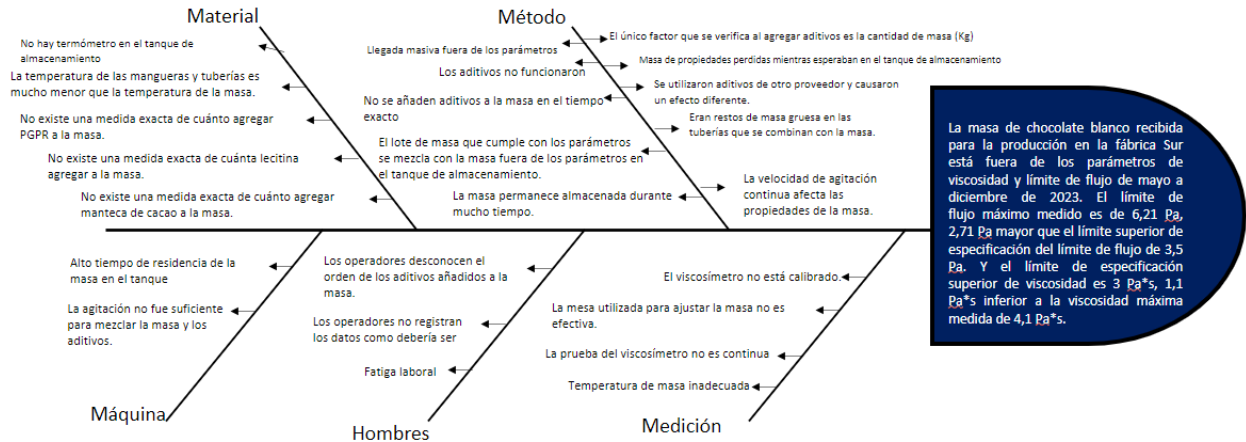 Material
No hay termómetro en el tanque de
almacenamiento
La temperatura de las mangueras y tuberías es
mucho menor que la temperatura de la masa.
No existe una medida exacta de cuánto agregar
PGPR a la masa.
No existe una medida exacta de cuánta lecitina
agregar a la masa.
No existe una medida exacta de cuánto agregar
manteca de cacao a la masa.
Método
Llegada masiva fuera de los parámetros
Los aditivos no funcionaron
No se añaden aditivos a la masa en el tiempo
exacto
El lote de masa que cumple con los parámetros
se mezcla con la masa fuera de los parámetros en
el tanque de almacenamiento.
La masa permanece almacenada durante
mucho tiempo.
El único factor que se verifica al agregar aditivos es la cantidad de masa (Kg)
Masa de propiedades perdidas mientras esperaban en el tanque de almacenamiento
Se utilizaron aditivos de otro proveedor y causaron
un efecto diferente.
Eran restos de masa gruesa en las
tuberías que se combinan con la masa.
La velocidad de agitación
continua afecta las
propiedades de la masa.
La masa de chocolate blanco recibida
para la producción en la fábrica Sur
está fuera de los parámetros de
viscosidad y límite de flujo de mayo a
diciembre de 2023. El límite de
flujo máximo medido es de 6,21 Pa,
2,71 Pa mayor que el límite superior de
especificación del límite de flujo de 3,5
Pa. Y el límite de especificación
superior de viscosidad es 3 Pa*s, 1,1
Pa*s inferior a la viscosidad máxima
medida de 4,1 Pa*s.
Alto tiempo de residencia de la
masa en el tanque
La agitación no fue suficiente
para mezclar la masa y los
aditivos.
Máquina
Los operadores desconocen el
orden de los aditivos añadidos a la
masa.
Los operadores no registran
los datos como debería ser
Fatiga laboral
Hombres
El viscosímetro no está calibrado.
La mesa utilizada para ajustar la masa no es
efectiva.
La prueba del viscosímetro no es continua
Temperatura de masa inadecuada
Medición